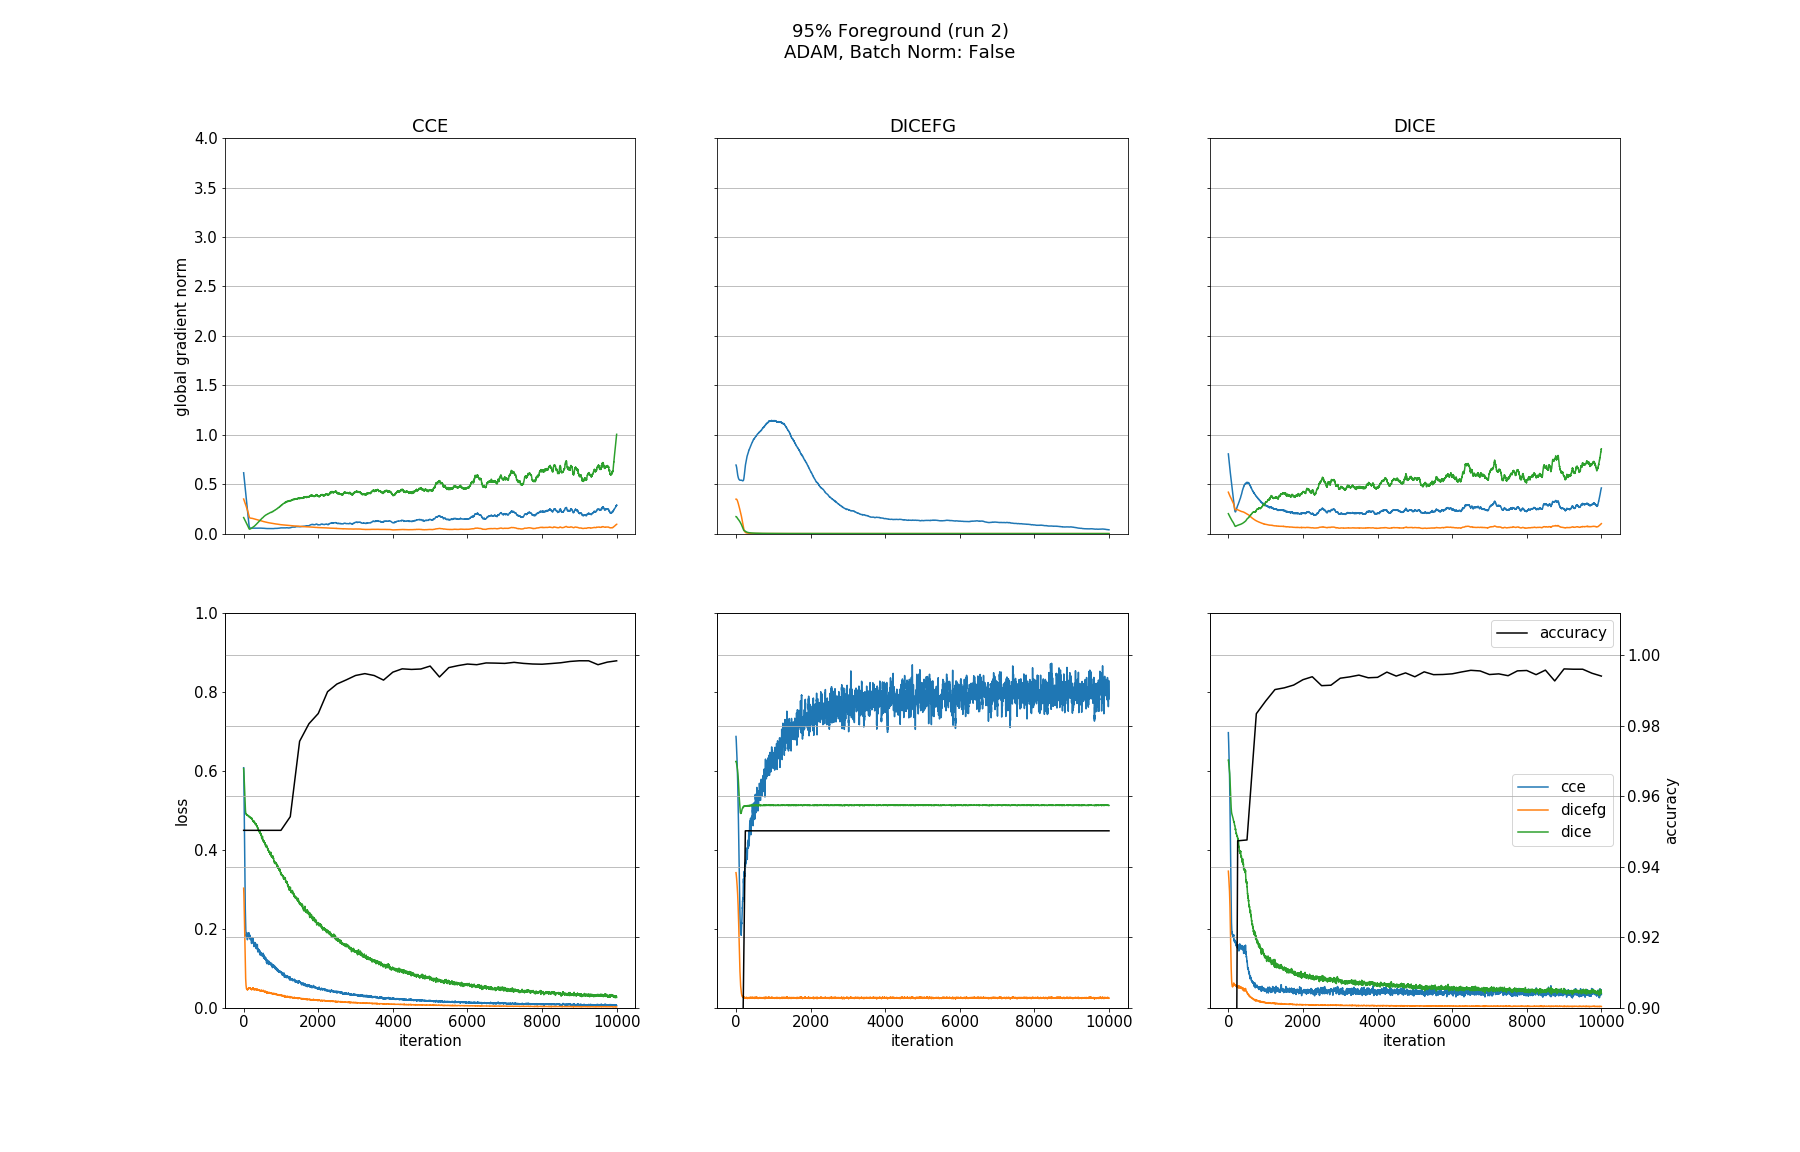 95% Foreground (run 2)
ADAM, Batch Norm: False
CCE
DICEFG
DICE
global gradient norm
4.0
3.5
3.0
2.5
2.0
1.5
1.0
0.5
0.0
loss
1.0
0.8
0.6
0.4
0.2
0.0
0 2000 4000 6000 8000 10000
iteration
0 2000 4000 6000 8000 10000
iteration
0 2000 4000 6000 8000 10000
iteration
accuracy
cce
dicefg
dice
1.00
0.98
0.96
0.94
0.92
0.90
accuracy